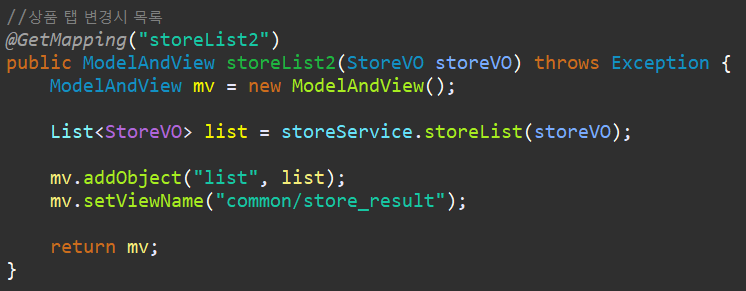 //상품 탭 변경시 목록
@GetMapping("storeList2")
public ModelAndView storeList2(StoreVO storeVO) throws Exception {
ModelAndView mv = new ModelAndView();
List<StoreVO> list = storeService.storeList(storeVO);
mv.addObject("list", list);
mv.setViewName("common/store_result");
return mv;
}